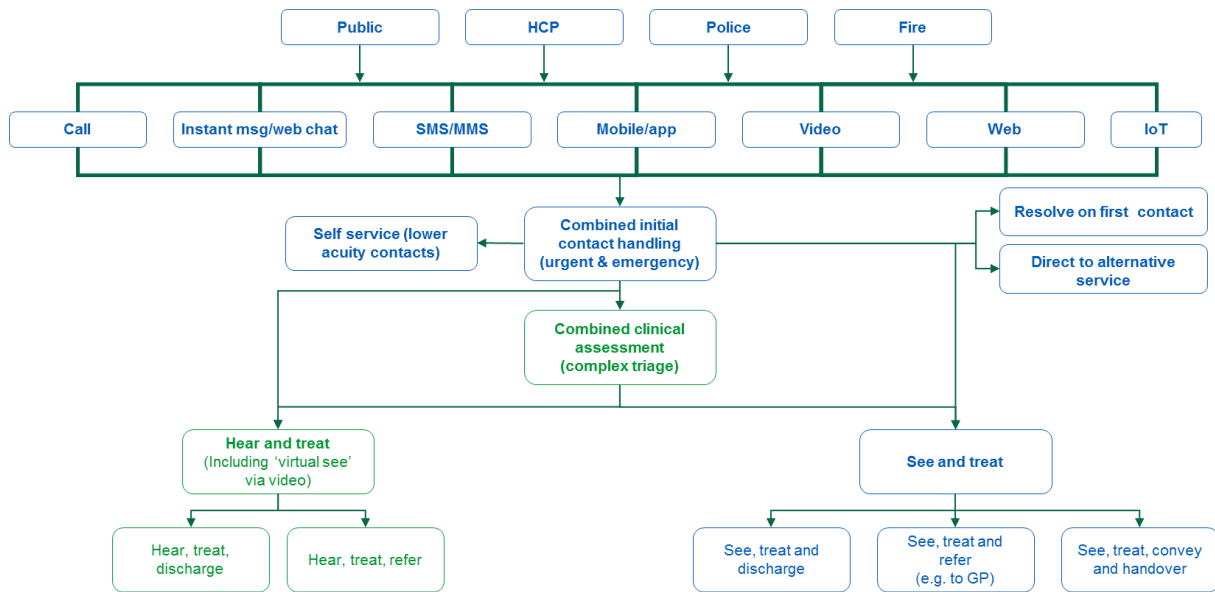 Public
HCP
Police
Fire
Call
Instant msg/web chat
SMS/MMS
Mobile/app
Video
Web
IoT
Self service (lower
acuity contacts)
Combined initial
contact handling
(urgent & emergency)
Resolve on first contact
Direct to alternative
service
Combined clinical
assessment
(complex triage)
Hear and treat
(Including ‘virtual see’
via video)
See and treat
Hear, treat,
discharge
Hear, treat, refer
See, treat and
discharge
See, treat and
refer
(e.g. to GP)
See, treat, convey
and handover